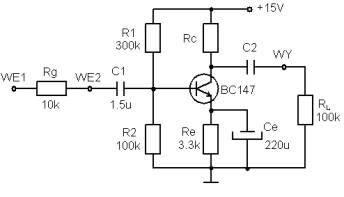 +15V
R1
300k
Rc
C2
WY
Rg
WE1
WE2
C1
BC147
10k
1.5u
RL
100k
R2
100k
Re
3.3k
Ce
220u